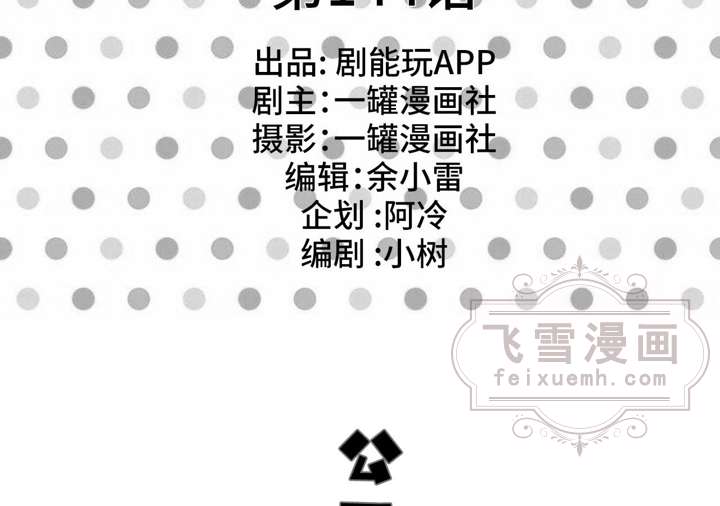 出品: 剧能玩APP
剧主:一罐漫画社
摄影:一罐漫画社
编辑:余小雷
企划 :阿冷
编剧 :小树
飞雪漫画
feixuemh.com
公